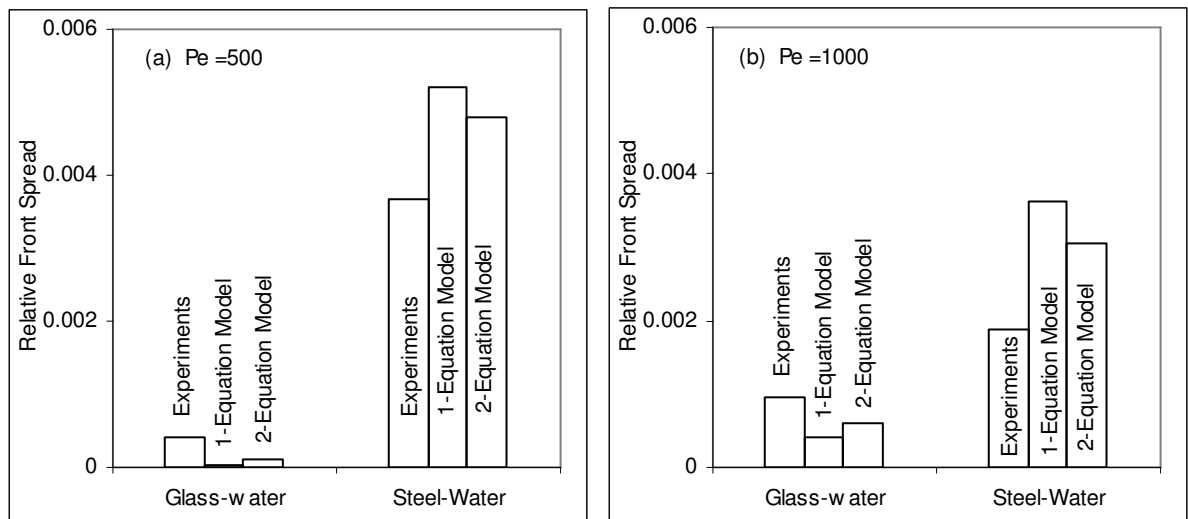 0.006
(a) Pe =500
0.004
0.002
0
Relative Front Spread
Experiments
1-Equation Model
2-Equation Model
Experiments
1-Equation Model
2-Equation Model
Glass-water
Steel-Water
0.006
(b) Pe =1000
0.004
0.002
0
Relative Front Spread
Experiments
1-Equation Model
2-Equation Model
Experiments
1-Equation Model
2-Equation Model
Glass-water
Steel-Water